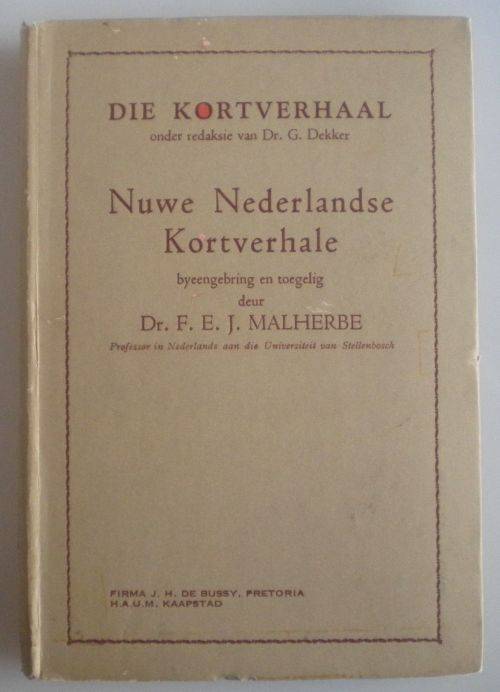 DIE KORTVERHAAL
onder redaksie van Dr. G. Dekker
Nuwe Nederlandse
Kortverhale
byeengebring en toegelig
deur
Dr. F. E. J. MALHERBE
Professor in Nederlands aan die Universiteit van Stellenbosch
FIRMA J. H. DE BUSSY, PRETORIA
H.A.U.M. KAAPSTAD